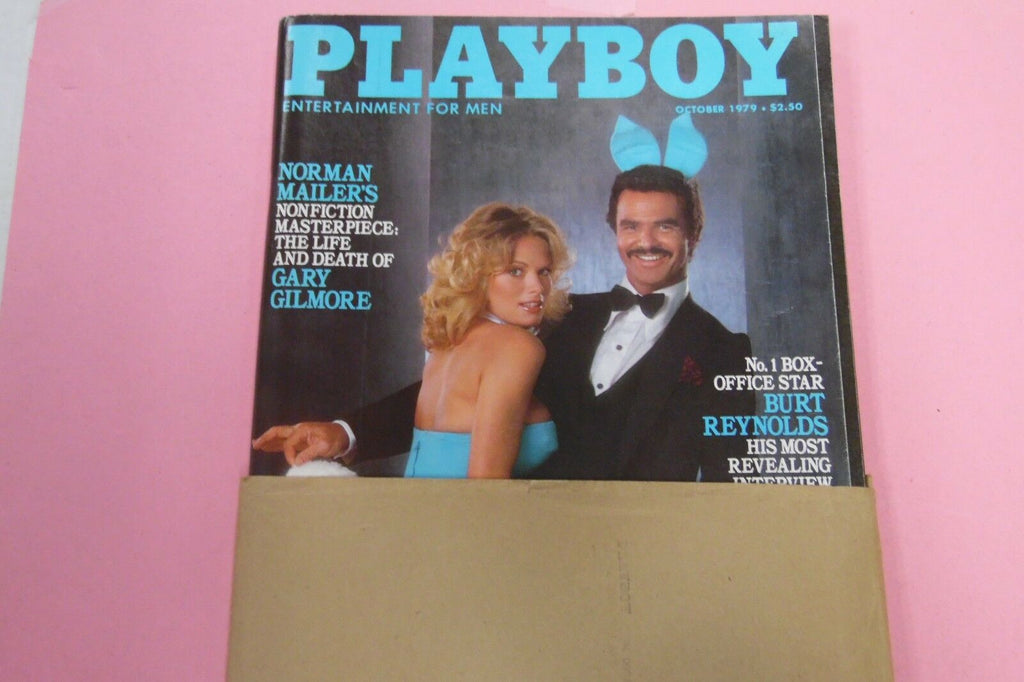 PLAYBOY
ENTERTAINMENT FOR MEN
OCTOBER 1979 • $2.50
NORMAN
MAILER'S
NONFICTION
MASTERPIECE:
THE LIFE
AND DEATH OF
GARY
GILMORE
No. 1 BOX-
OFFICE STAR
BURT
REYNOLDS
HIS MOST
REVEALING
INTERVIEW